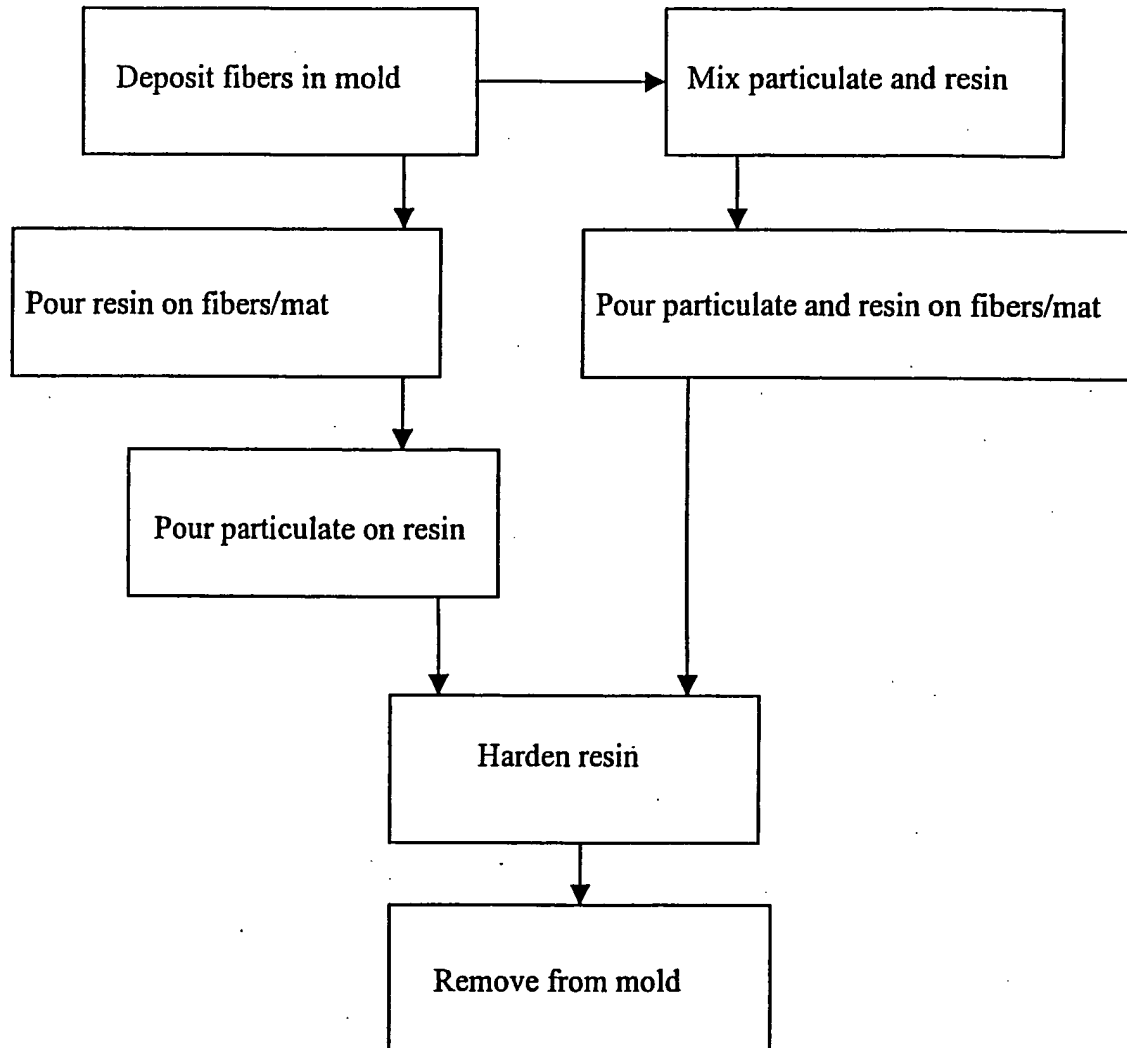 Deposit fibers in mold
Mix particulate and resin
Pour resin on fibers/mat
Pour particulate and resin on fibers/mat
Pour particulate on resin
Harden resin
Remove from mold